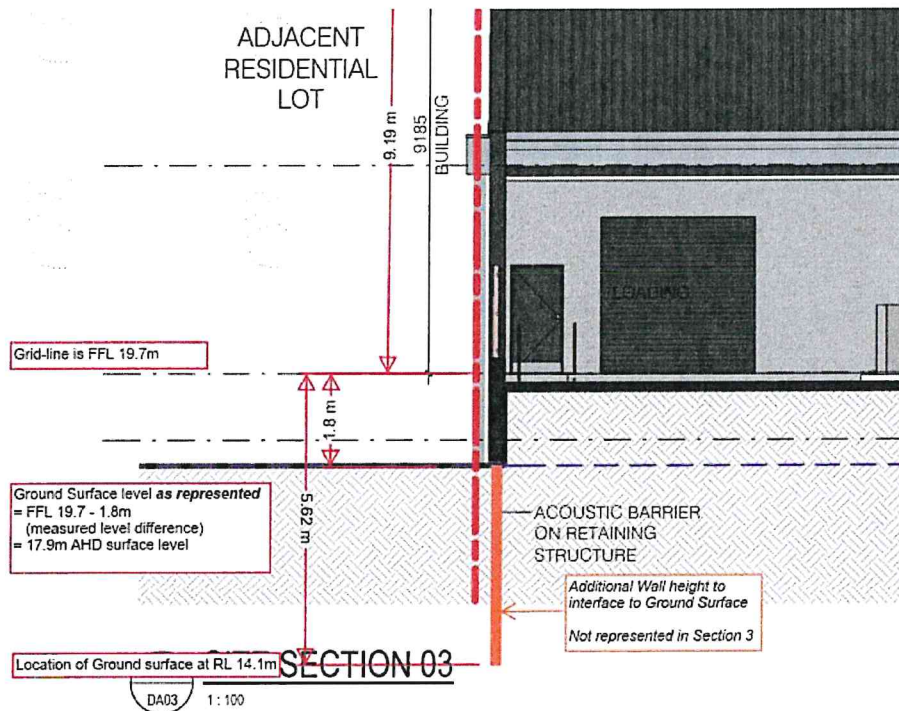 ADJACENT
RESIDENTIAL
LOT
9.19 m
9185
BUILDING
LOADING
Grid-line is FFL 19.7m
1.8 m
Ground Surface level as represented
= FFL 19.7 - 1.8m
(measured level difference)
= 17.9m AHD surface level
5.62 m
ACOUSTIC BARRIER
ON RETAINING
STRUCTURE
Additional Wall height to
interface to Ground Surface
Not represented in Section 3
Location of Ground surface at RL 14.1m
SECTION 03
DA03
1 : 100